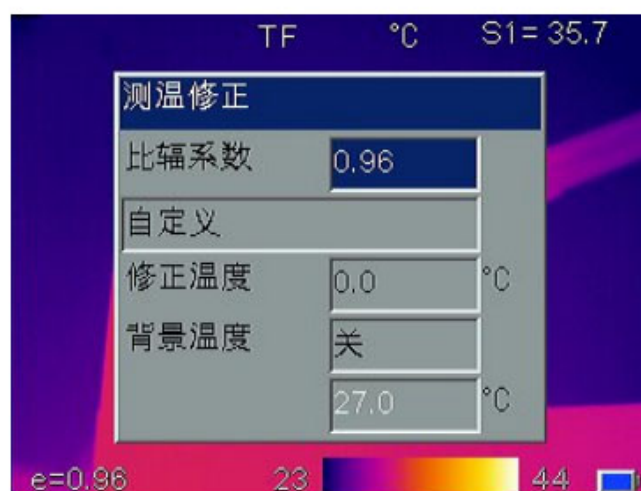 TF °C S1= 35.7
测温修正
比辐系数 0.96
自定义
修正温度 0.0 °C
背景温度 关
27.0 °C
e=0.96 23 44